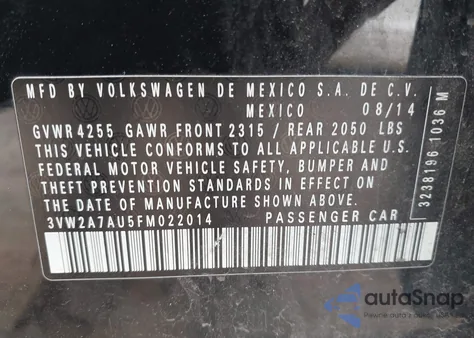 MFD BY VOLKSWAGEN DE MEXICO S.A. DE C.V.
MEXICO 08/14
GVWR 4255 GAWR FRONT 2315 / REAR 2050 LBS
THIS VEHICLE CONFORMS TO ALL APPLICABLE U.S.
FEDERAL MOTOR VEHICLE SAFETY, BUMPER AND
THEFT PREVENTION STANDARDS IN EFFECT ON
THE DATE OF MANUFACTURE SHOWN ABOVE.
3VW2A7AU5FM022014 PASSENGER CAR
3238196 1036 M
autoSnap